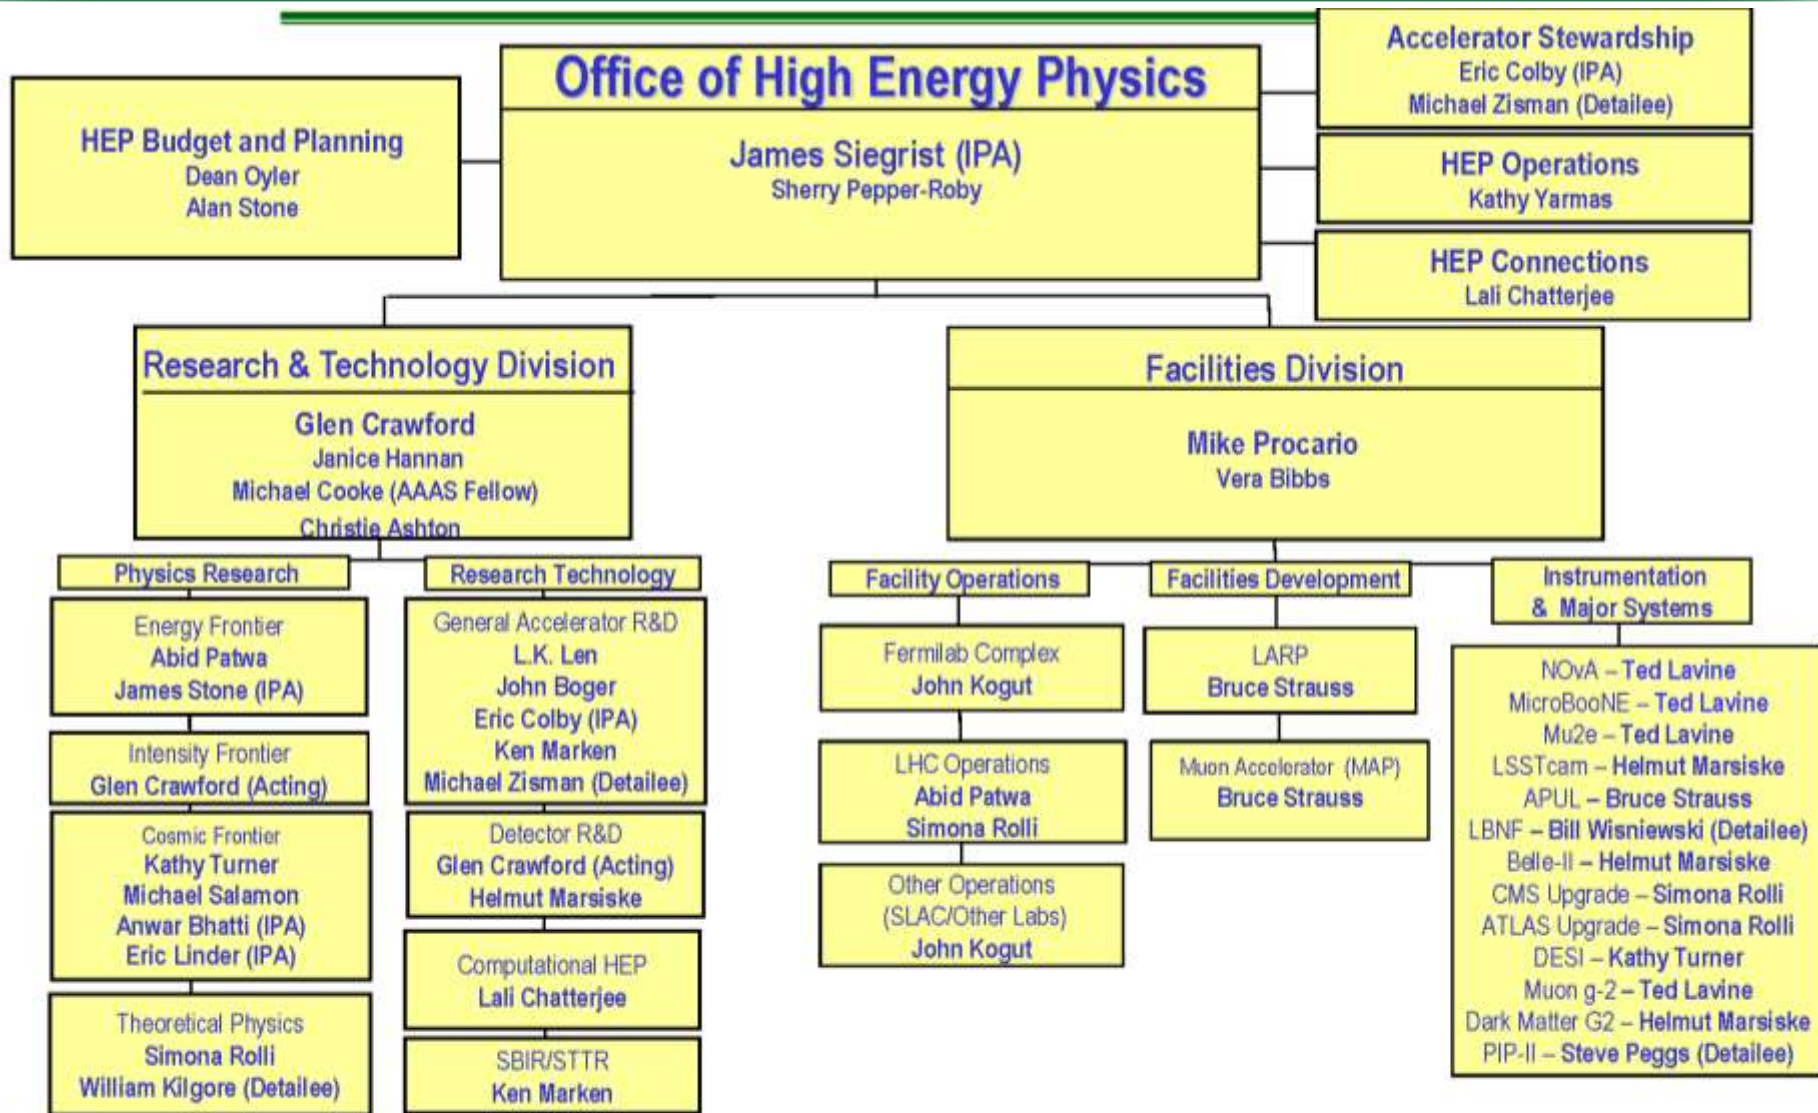 Office of High Energy Physics
James Siegrist (IPA)
Sherry Pepper-Roby
HEP Budget and Planning
Dean Oyler
Alan Stone
Accelerator Stewardship
Eric Colby (IPA)
Michael Zisman (Detailee)
HEP Operations
Kathy Yarmas
HEP Connections
Lali Chatterjee
Research & Technology Division
Glen Crawford
Janice Hannan
Michael Cooke (AAAS Fellow)
Christie Ashton
Physics Research
Energy Frontier
Abid Patwa
James Stone (IPA)
Intensity Frontier
Glen Crawford (Acting)
Cosmic Frontier
Kathy Turner
Michael Salamon
Anwar Bhatti (IPA)
Eric Linder (IPA)
Theoretical Physics
Simona Rolli
William Kilgore (Detailee)
Research Technology
General Accelerator R&D
L.K. Len
John Boger
Eric Colby (IPA)
Ken Marken
Michael Zisman (Detailee)
Detector R&D
Glen Crawford (Acting)
Helmut Marsiske
Computational HEP
Lali Chatterjee
SBIR/STTR
Ken Marken
Facilities Division
Mike Procario
Vera Bibbs
Facility Operations
Fermilab Complex
John Kogut
LHC Operations
Abid Patwa
Simona Rolli
Other Operations
(SLAC/Other Labs)
John Kogut
Facilities Development
LARP
Bruce Strauss
Muon Accelerator (MAP)
Bruce Strauss
Instrumentation
& Major Systems
NOvA – Ted Lavine
MicroBooNE – Ted Lavine
Mu2e – Ted Lavine
LSSTcam – Helmut Marsiske
APUL – Bruce Strauss
LBNF – Bill Wisniewski (Detailee)
Belle-II – Helmut Marsiske
CMS Upgrade – Simona Rolli
ATLAS Upgrade – Simona Rolli
DESI – Kathy Turner
Muon g-2 – Ted Lavine
Dark Matter G2 – Helmut Marsiske
PIP-II – Steve Peggs (Detailee)